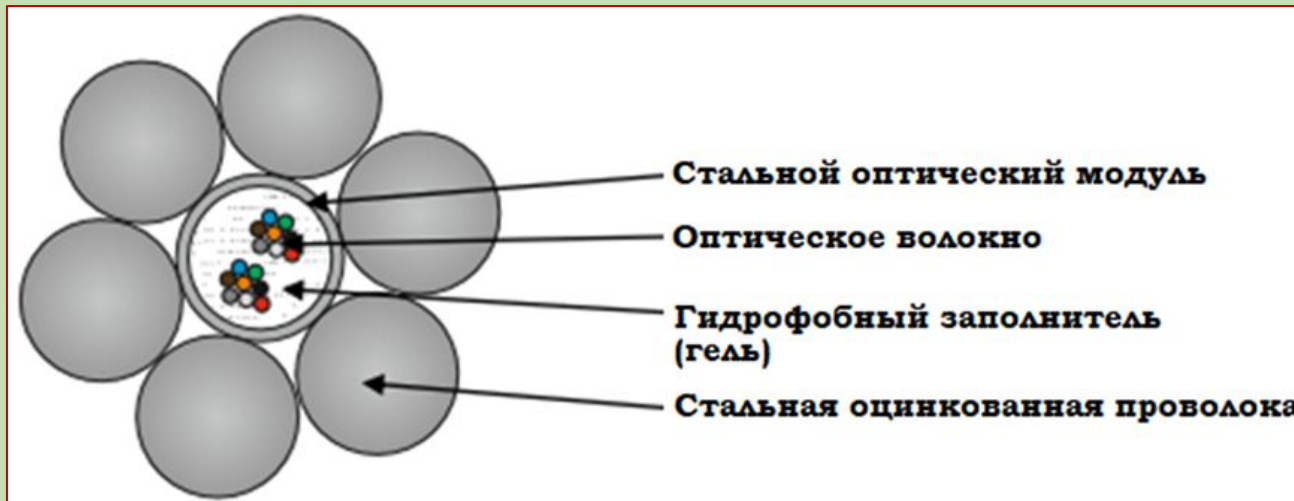 Стальной оптический модуль
Оптическое волокно
Гидрофобный заполнитель
(гель)
Стальная оцинкованная проволока